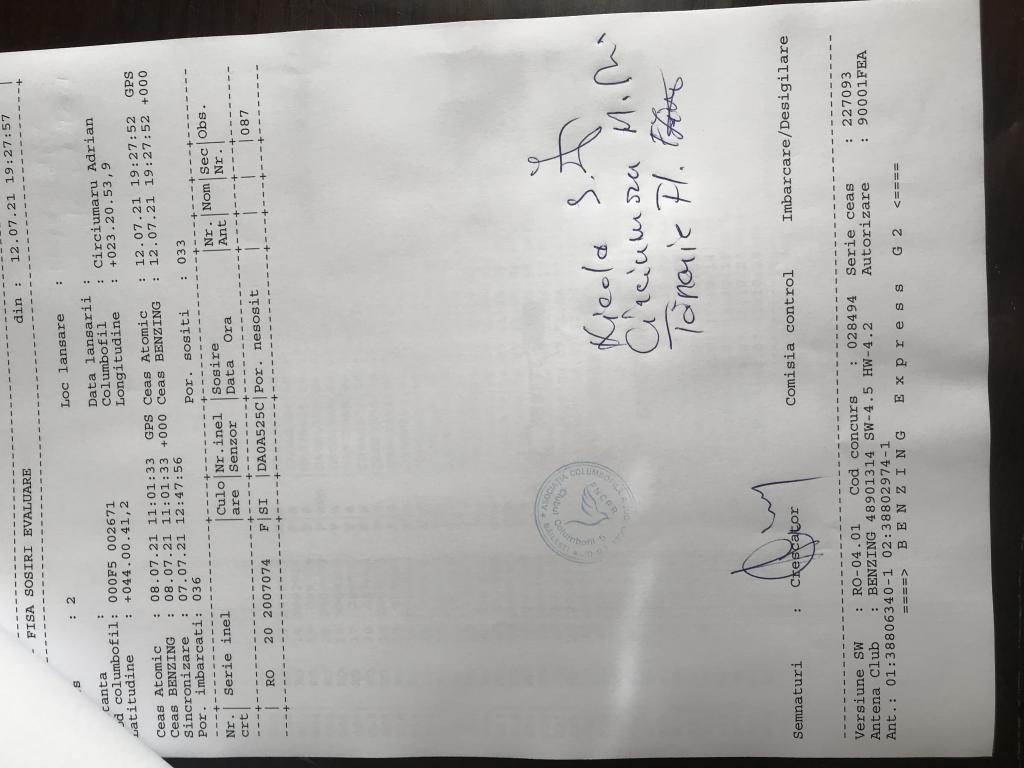 din : 12.07.21 19:27:57 |
FISA SOSIRI EVALUARE
: 2 Loc lansare :
Data lansarii :
: 000F5 002671 Columbofil : Circiumaru Adrian
: +044.00.41,2 Longitudine : +023.20.53,9
Ceas Atomic : 08.07.21 11:01:33 GPS Ceas Atomic : 12.07.21 19:27:52 GPS
Ceas BENZING : 08.07.21 11:01:33 +000 Ceas BENZING : 12.07.21 19:27:52 +000
Sincronizare : 07.07.21 12:47:56
Por. imbarcati: 036 Por. sositi : 033
Nr.| Serie inel |Culo|Nr.inel |Sosire |Nr. |Nom|Sec|Obs.
crt| |are |Senzor |Data Ora |Ant | |Nr.|
| RO 20 2007074 F|SI |DA0A525C|Por. nesosit | | | |087
S.
Circiumaru M.
Fl.
ASOCIATIA COLUMBOFILA
FNCPR
Clubul
Columbofil
Semnaturi : Crescator Comisia control Imbarcare/Desigilare
Versiune SW : RO-04.01 Cod concurs : 028494 Serie ceas : 227093
Antena Club : BENZING 48901314 SW-4.5 HW-4.2 Autorizare : 90001FEA
Ant.: 01:38806340-1 02:38802974-1
====> B E N Z I N G E x p r e s s G 2 <====